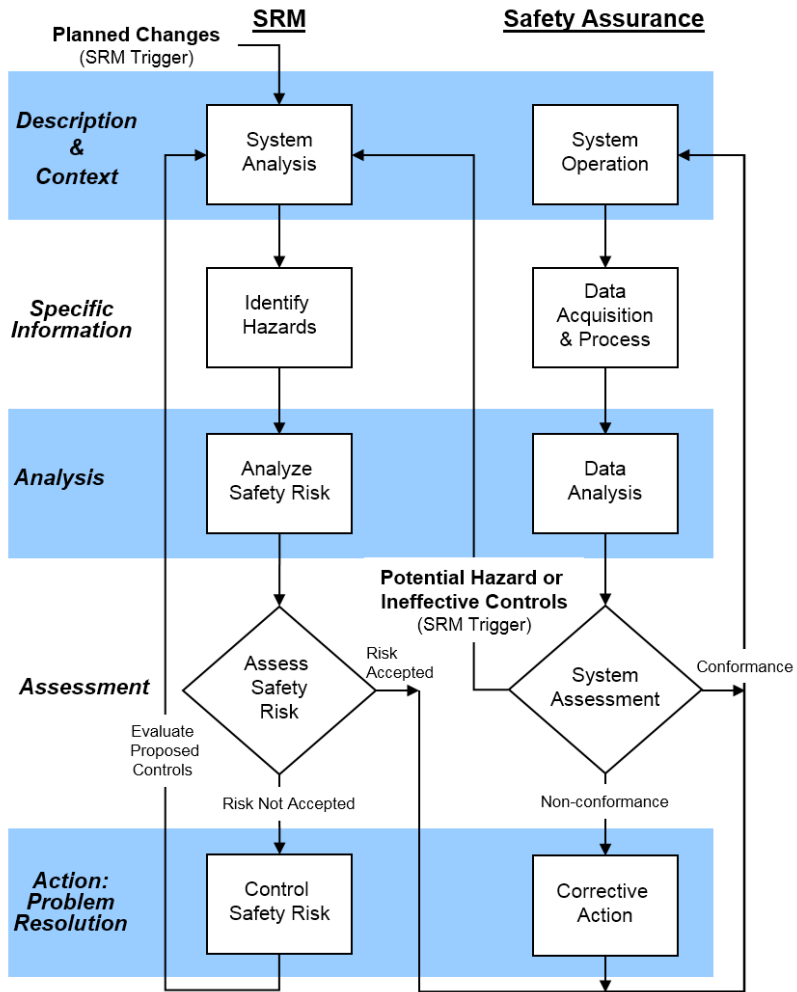 SRM
Safety Assurance
Planned Changes
(SRM Trigger)
Description
&
Context
System
Analysis
System
Operation
Specific
Information
Identify
Hazards
Data
Acquisition
& Process
Analysis
Analyze
Safety Risk
Data
Analysis
Potential Hazard or
Ineffective Controls
(SRM Trigger)
Assessment
Assess
Safety
Risk
Risk
Accepted
System
Assessment
Conformance
Evaluate
Proposed
Controls
Risk Not Accepted
Non-conformance
Action:
Problem
Resolution
Control
Safety Risk
Corrective
Action